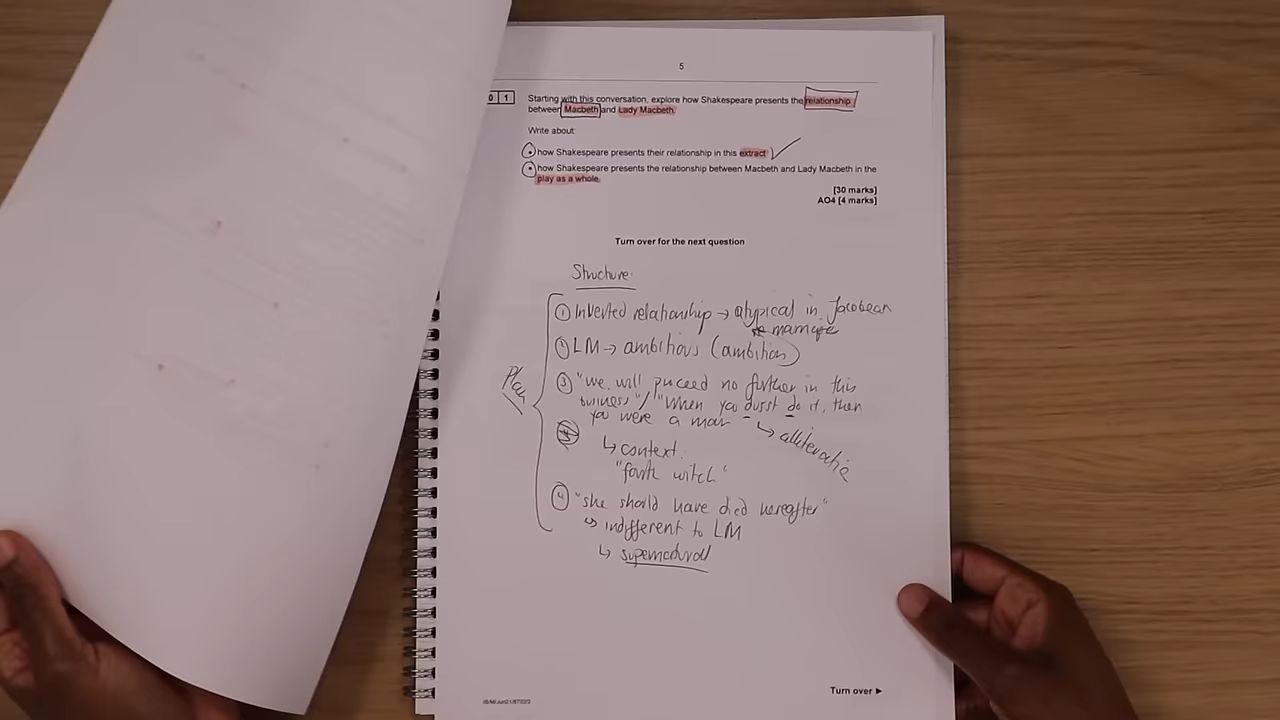 5
0 1
Starting with this conversation, explore how Shakespeare presents the relationship
between Macbeth and Lady Macbeth.
Write about:
• how Shakespeare presents their relationship in this extract
• how Shakespeare presents the relationship between Macbeth and Lady Macbeth in the
play as a whole.
[30 marks]
AO4 [4 marks]
Turn over for the next question
Structure:
Plan
① Inverted relationship → atypical in Jacobean
marriage
② LM → ambitious (ambition)
③ "we will proceed no further in this
business" / "When you durst do it, then
you were a man"
↳ alliteration
④
↳ context.
"fourth witch"
④ "she should have died hereafter"
↳ indifferent to LM
↳ supernatural
Turn over ►
IB/M/Jun21/8702/2